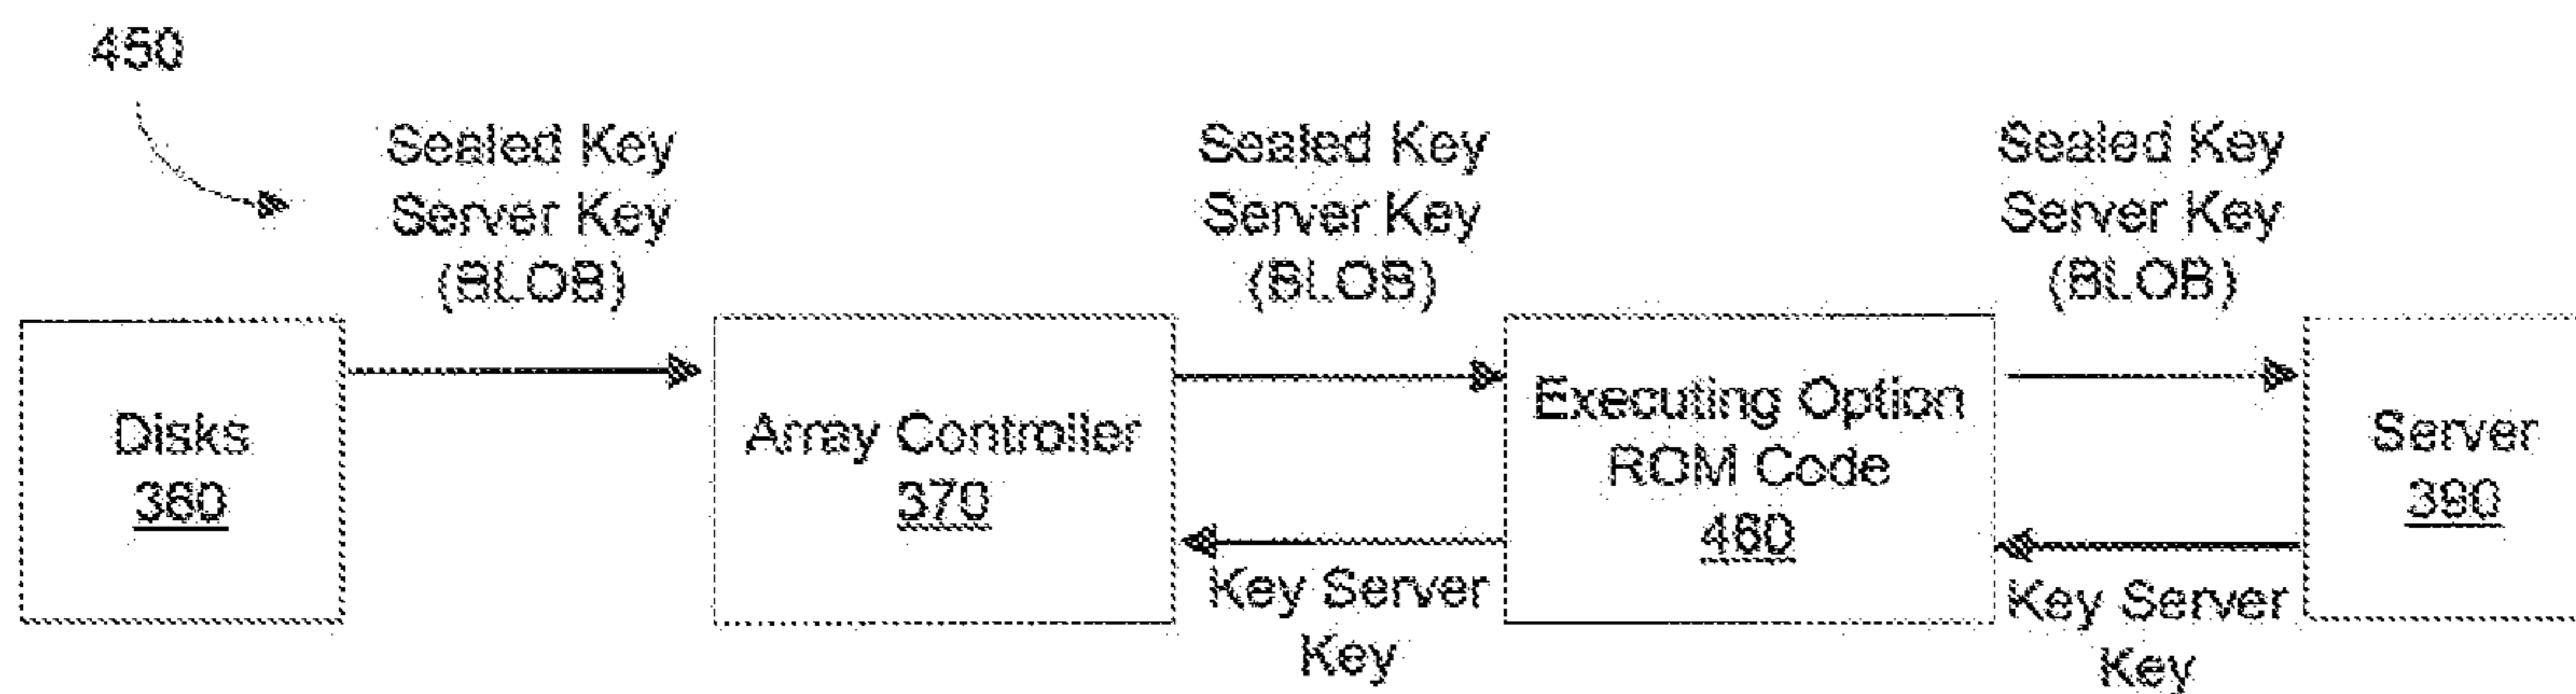 450
Sealed Key
Server Key
(BLOB)
Sealed Key
Server Key
(BLOB)
Sealed Key
Server Key
(BLOB)
Disks
360
Array Controller
370
Executing Option
ROM Code
460
Server
390
Key Server
Key
Key Server
Key